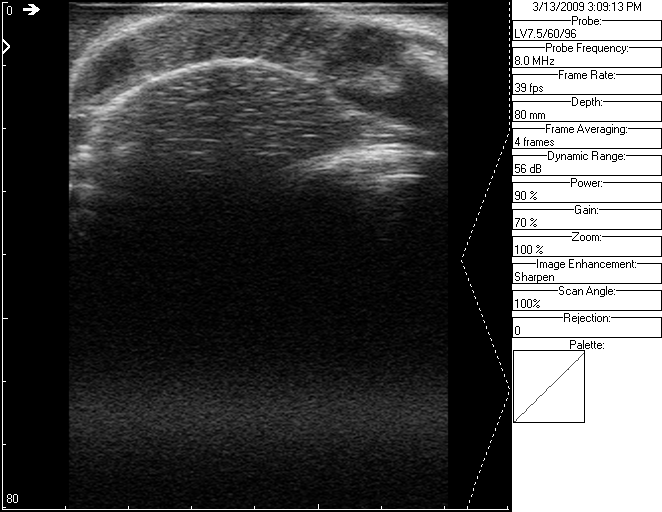 0
3/13/2009 3:09:13 PM
Probe:
LV7.5/60/96
Probe Frequency:
8.0 MHz
Frame Rate:
39 fps
Depth:
80 mm
Frame Averaging:
4 frames
Dynamic Range:
56 dB
Power:
90 %
Gain:
70 %
Zoom:
100 %
Image Enhancement:
Sharpen
Scan Angle:
100%
Rejection:
0
Palette:
80